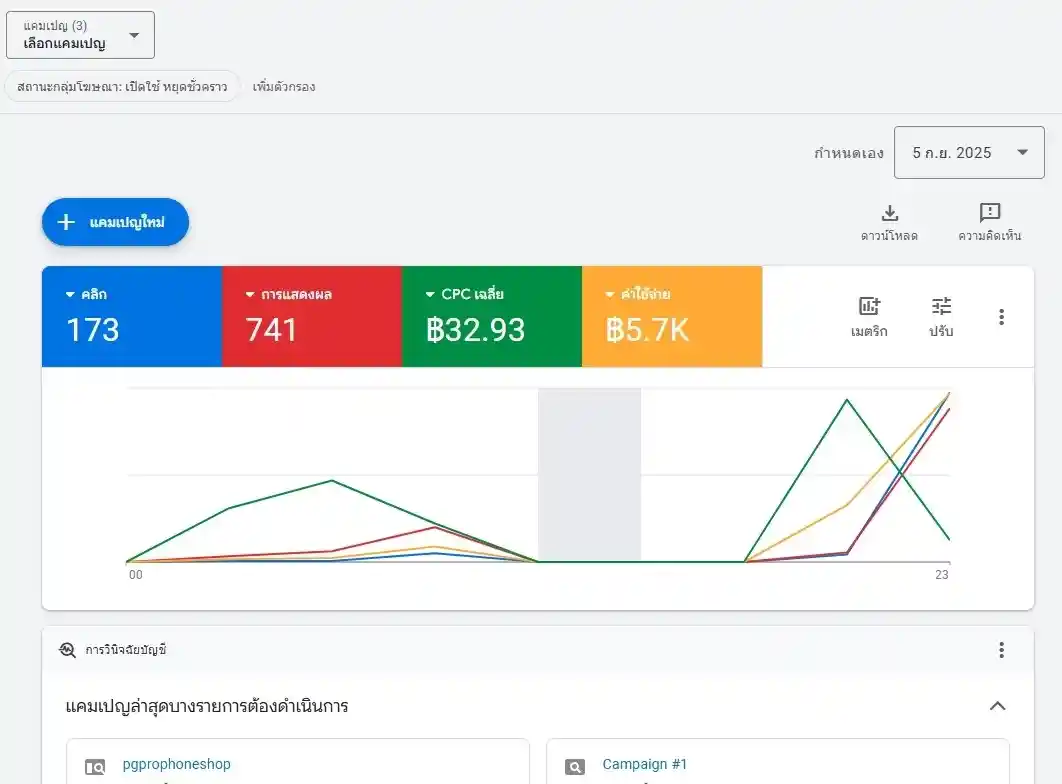 แคมเปญ (3)
เลือกแคมเปญ
สถานะกลุ่มโฆษณา: เปิดใช้ หยุดชั่วคราว เพิ่มตัวกรอง
กำหนดเอง 5 ก.ย. 2025
แคมเปญใหม่
ดาวน์โหลด ความคิดเห็น
คลิก การแสดงผล CPC เฉลี่ย ค่าใช้จ่าย
173 741 ฿32.93 ฿5.7K
เมตริก ปรับ
00 23
การวินิจฉัยบัญชี
แคมเปญล่าสุดบางรายการต้องดำเนินการ
pgprophoneshop Campaign #1